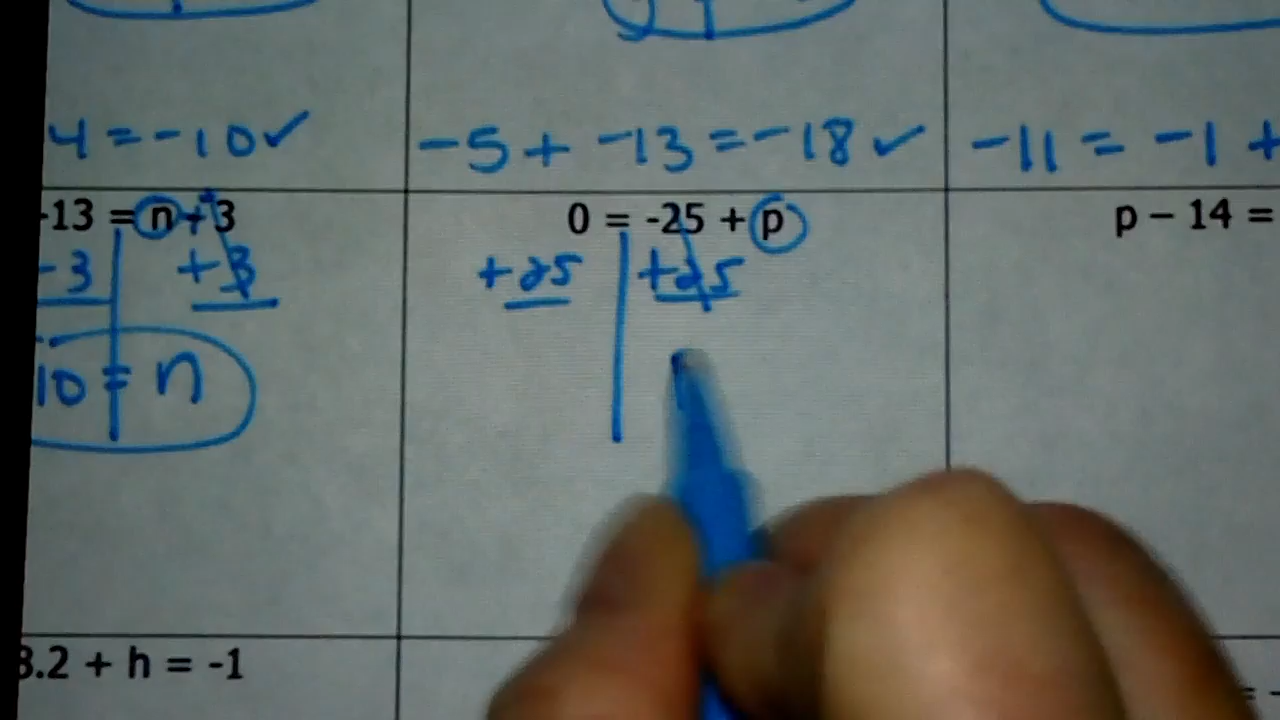 4 = -10 ✓
-5 + -13 = -18 ✓
-11 = -1 +
-13 = n + 3
-3 +3
10 = n
0 = -25 + p
+25 +25
p – 14 =
3.2 + h = -1
= -